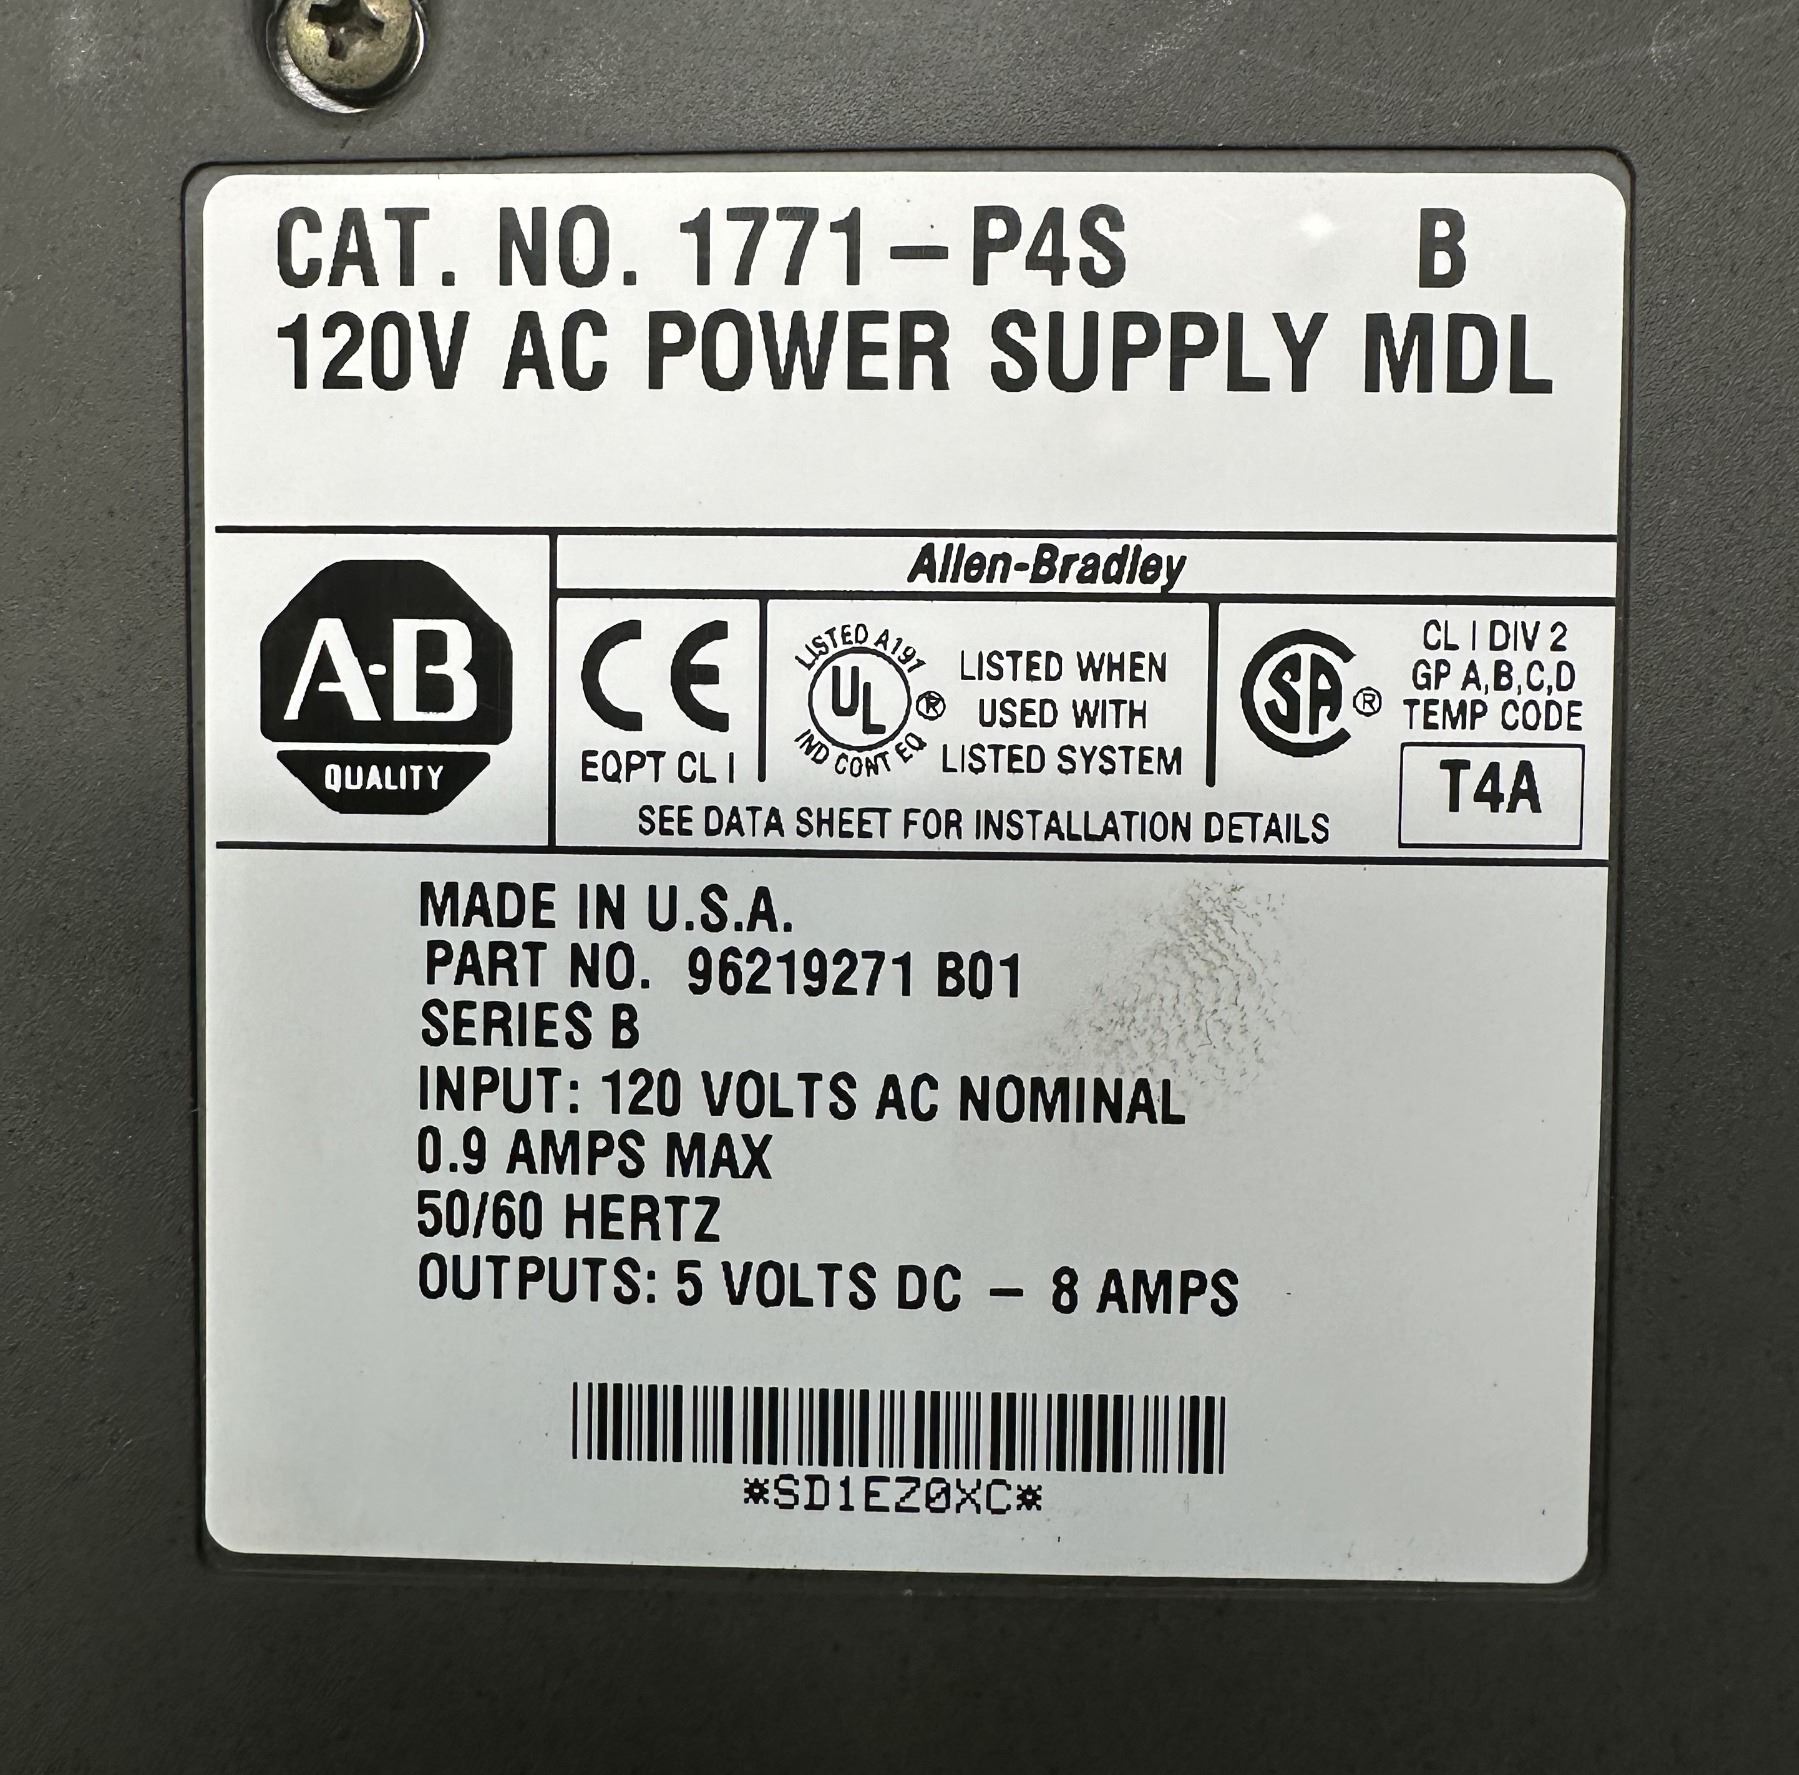 CAT. NO. 1771-P4S B
120V AC POWER SUPPLY MDL
Allen-Bradley
A-B
QUALITY
CE
EQPT CL I
LISTED A197
UL ®
IND CONT EQ
LISTED WHEN
USED WITH
LISTED SYSTEM
SA ®
CL I DIV 2
GP A,B,C,D
TEMP CODE
T4A
SEE DATA SHEET FOR INSTALLATION DETAILS
MADE IN U.S.A.
PART NO. 96219271 B01
SERIES B
INPUT: 120 VOLTS AC NOMINAL
0.9 AMPS MAX
50/60 HERTZ
OUTPUTS: 5 VOLTS DC – 8 AMPS
*SD1EZ0XC*